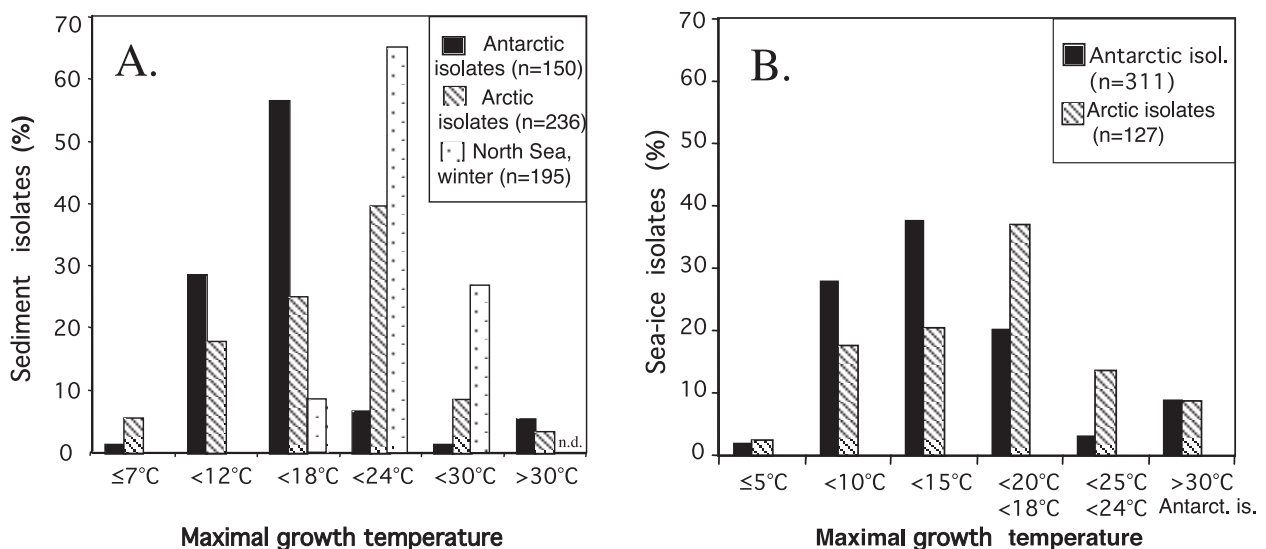 A.
70
60
50
40
30
20
10
0
Sediment isolates (%)
Antarctic
isolates (n=150)
Arctic
isolates (n=236)
North Sea,
winter (n=195)
n.d.
≤7°C <12°C <18°C <24°C <30°C >30°C
Maximal growth temperature
B.
70
60
50
40
30
20
10
0
Sea-ice isolates (%)
Antarctic isol.
(n=311)
Arctic isolates
(n=127)
≤5°C <10°C <15°C <20°C <25°C >30°C
<18°C <24°C Antarct. is.
Maximal growth temperature